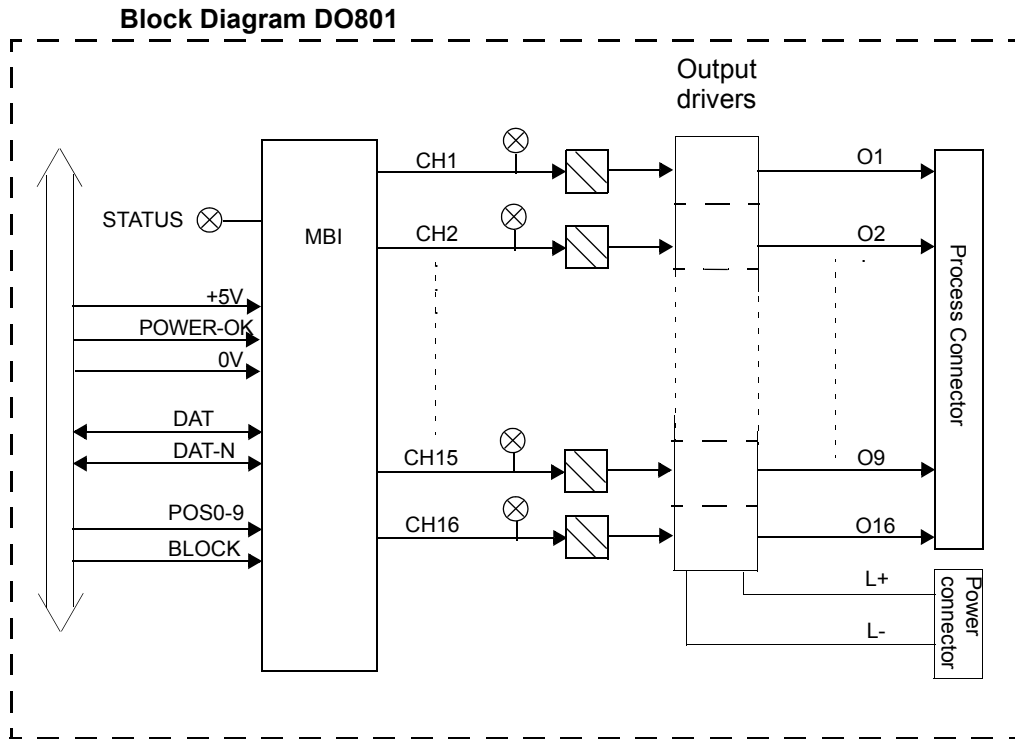 Block Diagram DO801
Output
drivers
STATUS
MBI
CH1
CH2
CH15
CH16
O1
O2
O9
O16
+5V
POWER-OK
0V
DAT
DAT-N
POS0-9
BLOCK
Process Connector
L+
L-
Power
connector